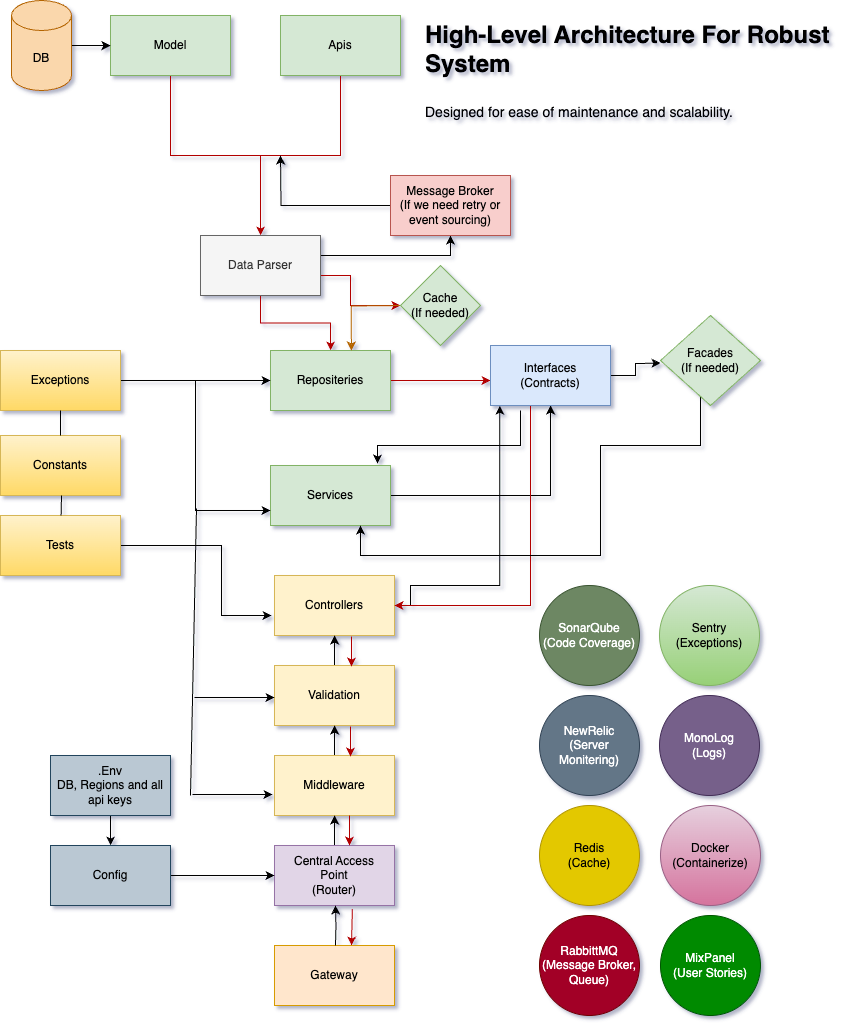 High-Level Architecture For Robust
System
Designed for ease of maintenance and scalability.
DB
Model
Apis
Message Broker
(If we need retry or
event sourcing)
Data Parser
Cache
(If needed)
Exceptions
Repositeries
Interfaces
(Contracts)
Facades
(If needed)
Constants
Services
Tests
Controllers
SonarQube
(Code Coverage)
Sentry
(Exceptions)
Validation
NewRelic
(Server
Monitering)
MonoLog
(Logs)
.Env
DB, Regions and all
api keys
Middleware
Config
Central Access
Point
(Router)
Redis
(Cache)
Docker
(Containerize)
Gateway
RabbittMQ
(Message Broker,
Queue)
MixPanel
(User Stories)